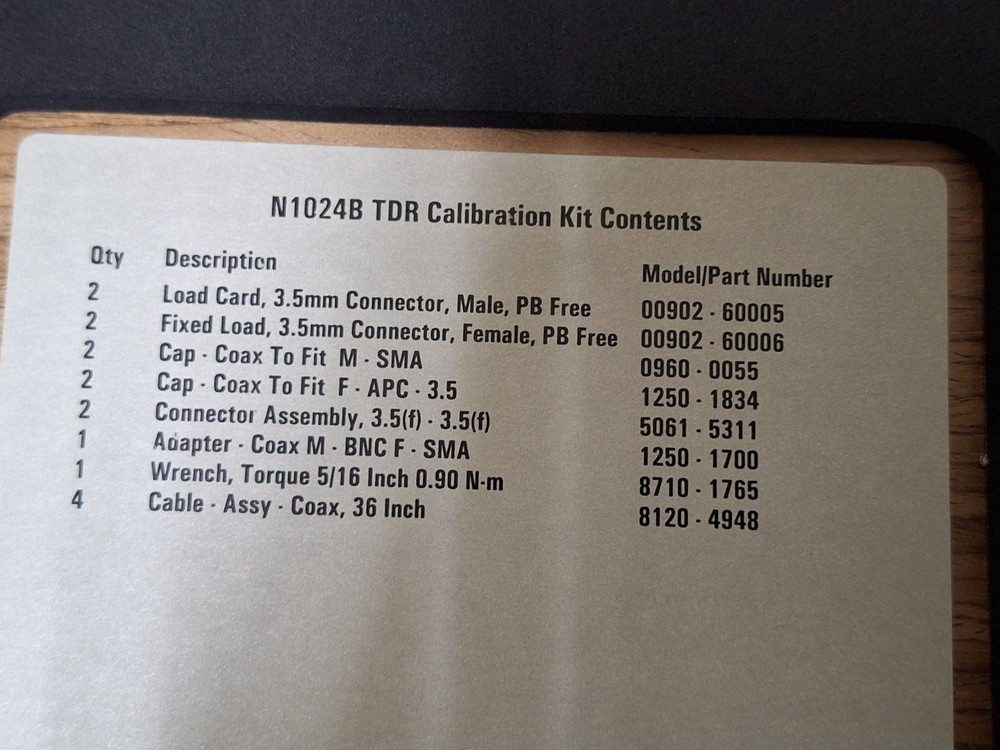 N1024B TDR Calibration Kit Contents
Qty Description Model/Part Number
2 Load Card, 3.5mm Connector, Male, PB Free 00902 - 60005
2 Fixed Load, 3.5mm Connector, Female, PB Free 00902 - 60006
2 Cap - Coax To Fit M - SMA 0960 - 0055
2 Cap - Coax To Fit F - APC - 3.5 1250 - 1834
2 Connector Assembly, 3.5(f) - 3.5(f) 5061 - 5311
1 Adapter - Coax M - BNC F - SMA 1250 - 1700
1 Wrench, Torque 5/16 Inch 0.90 N-m 8710 - 1765
4 Cable - Assy - Coax, 36 Inch 8120 - 4948